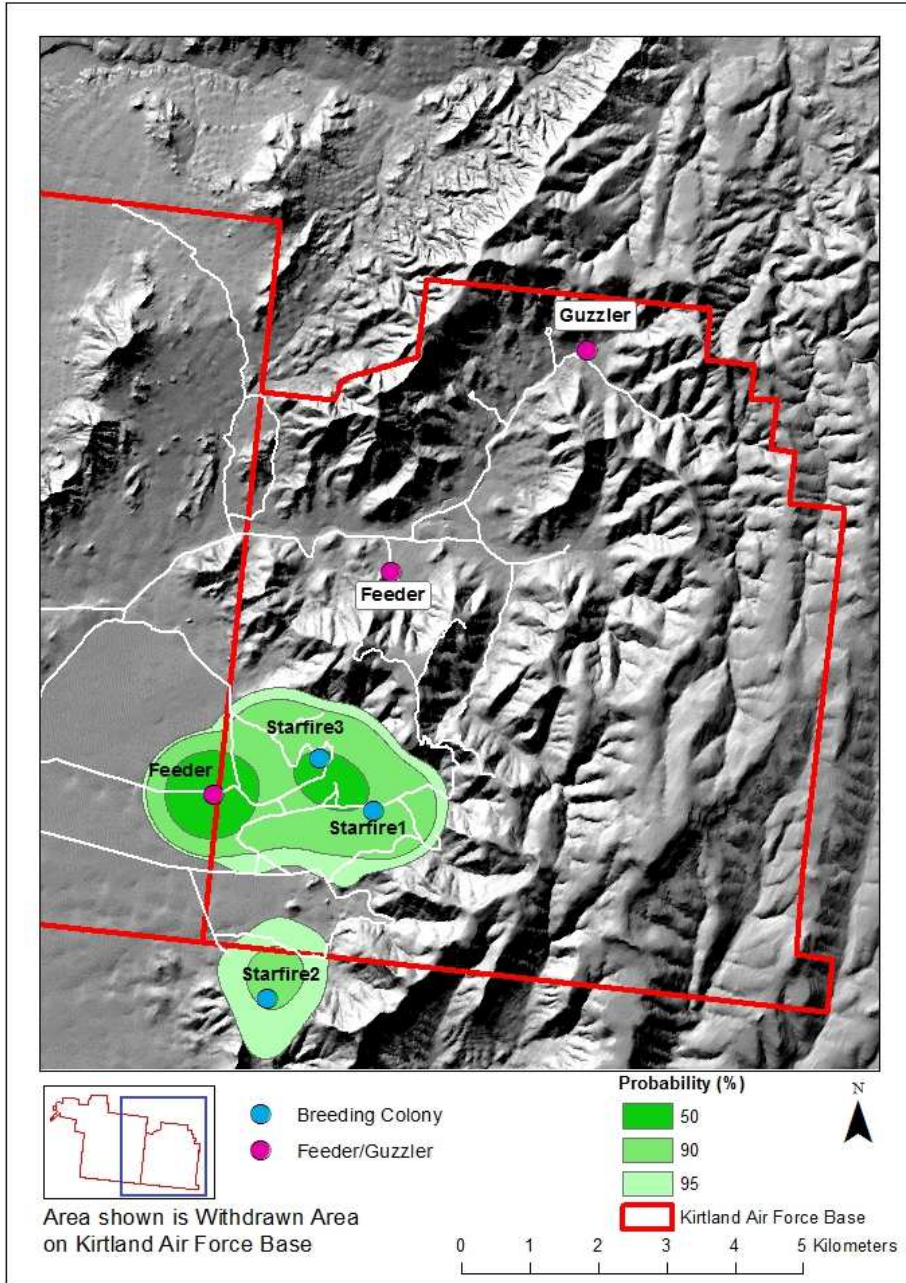 Guzzler
Feeder
Starfire3
Feeder
Starfire1
Starfire2
Breeding Colony
Feeder/Guzzler
Area shown is Withdrawn Area
on Kirtland Air Force Base
Probability (%)
50
90
95
Kirtland Air Force Base
N
0 1 2 3 4 5 Kilometers